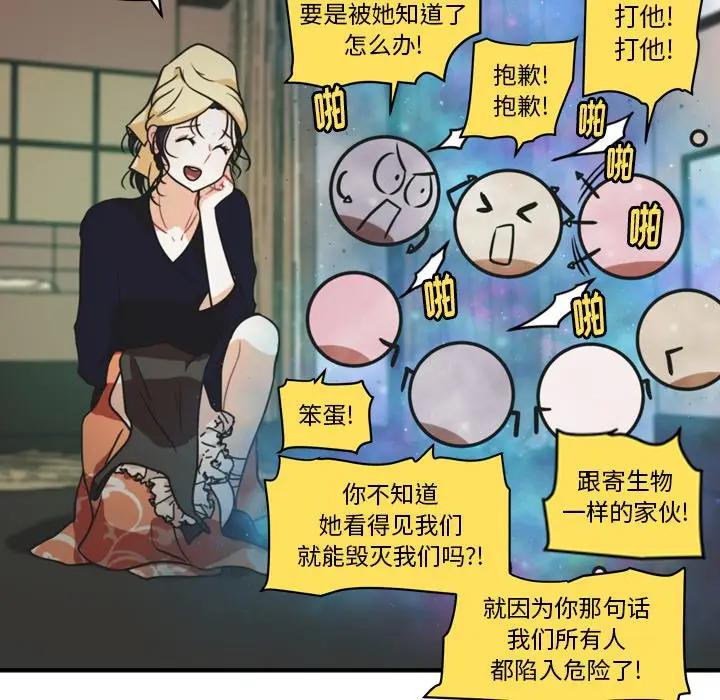 要是被她知道了
怎么办!
打他!
打他!
抱歉!
抱歉!
啪
啪
啪
啪
啪
啪
笨蛋!
你不知道
她看得见我们
就能毁灭我们吗?!
跟寄生物
一样的家伙!
就因为你那句话
我们所有人
都陷入危险了!